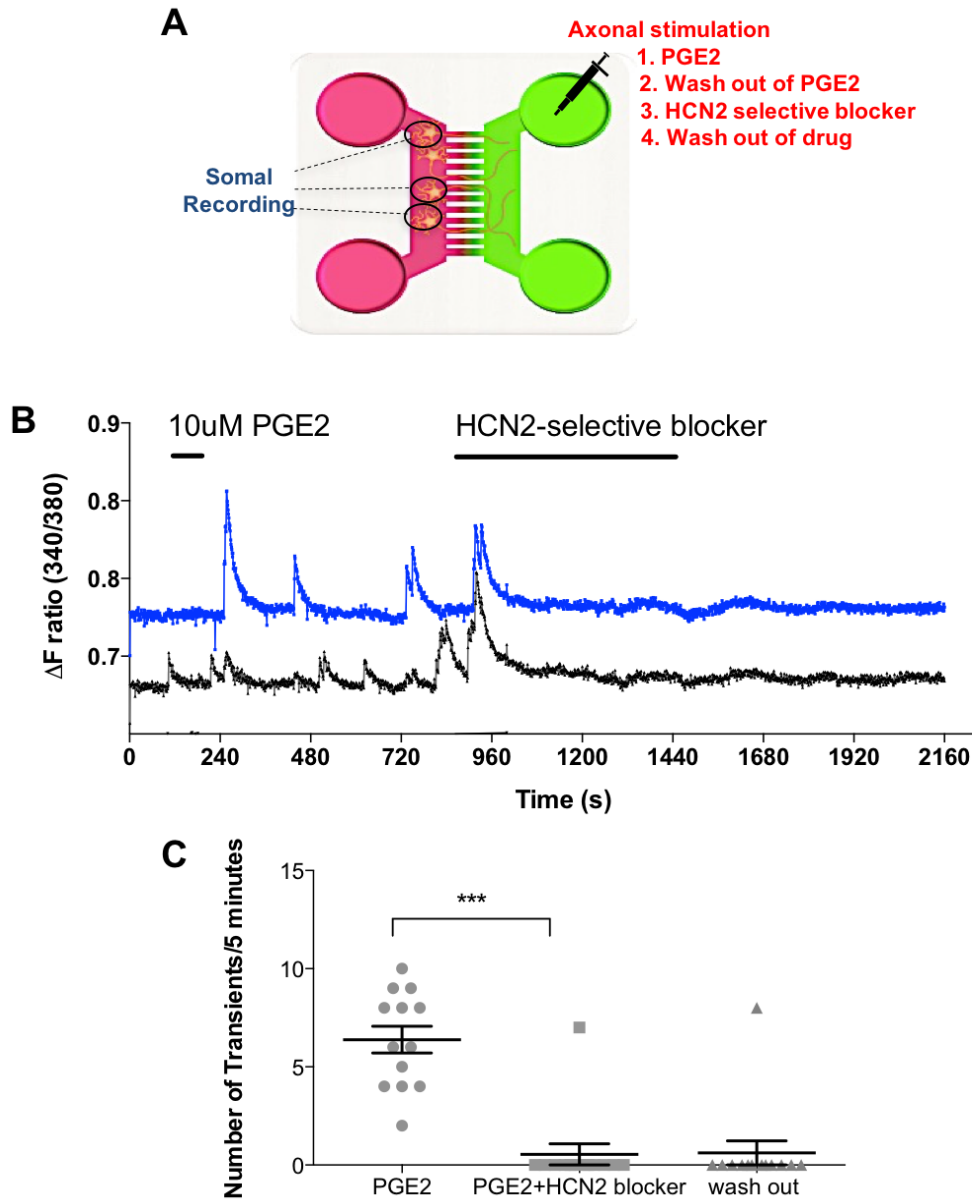 A
Axonal stimulation
1. PGE2
2. Wash out of PGE2
3. HCN2 selective blocker
4. Wash out of drug
Somal
Recording
B
10uM PGE2
HCN2-selective blocker
ΔF ratio (340/380)
0.9
0.8
0.8
0.7
0 240 480 720 960 1200 1440 1680 1920 2160
Time (s)
C
Number of Transients/5 minutes
15
10
5
0
***
PGE2 PGE2+HCN2 blocker wash out